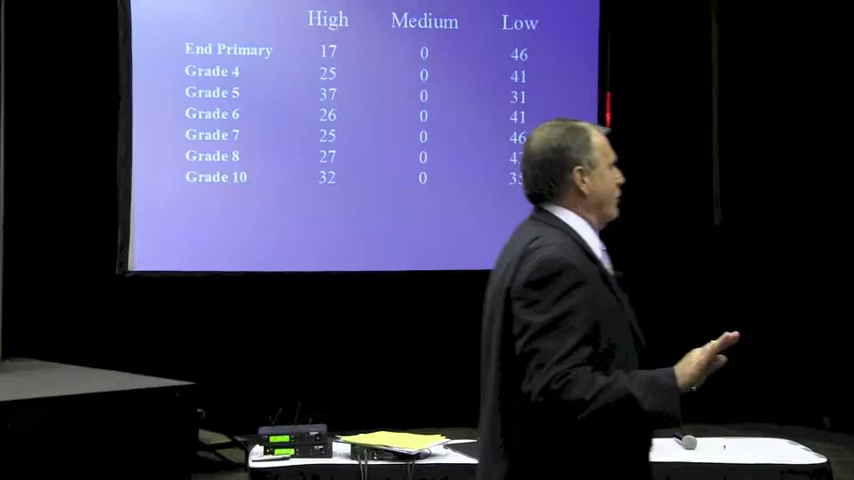 High Medium Low
End Primary 17 0 46
Grade 4 25 0 41
Grade 5 37 0 31
Grade 6 26 0 41
Grade 7 25 0 46
Grade 8 27 0
Grade 10 32 0